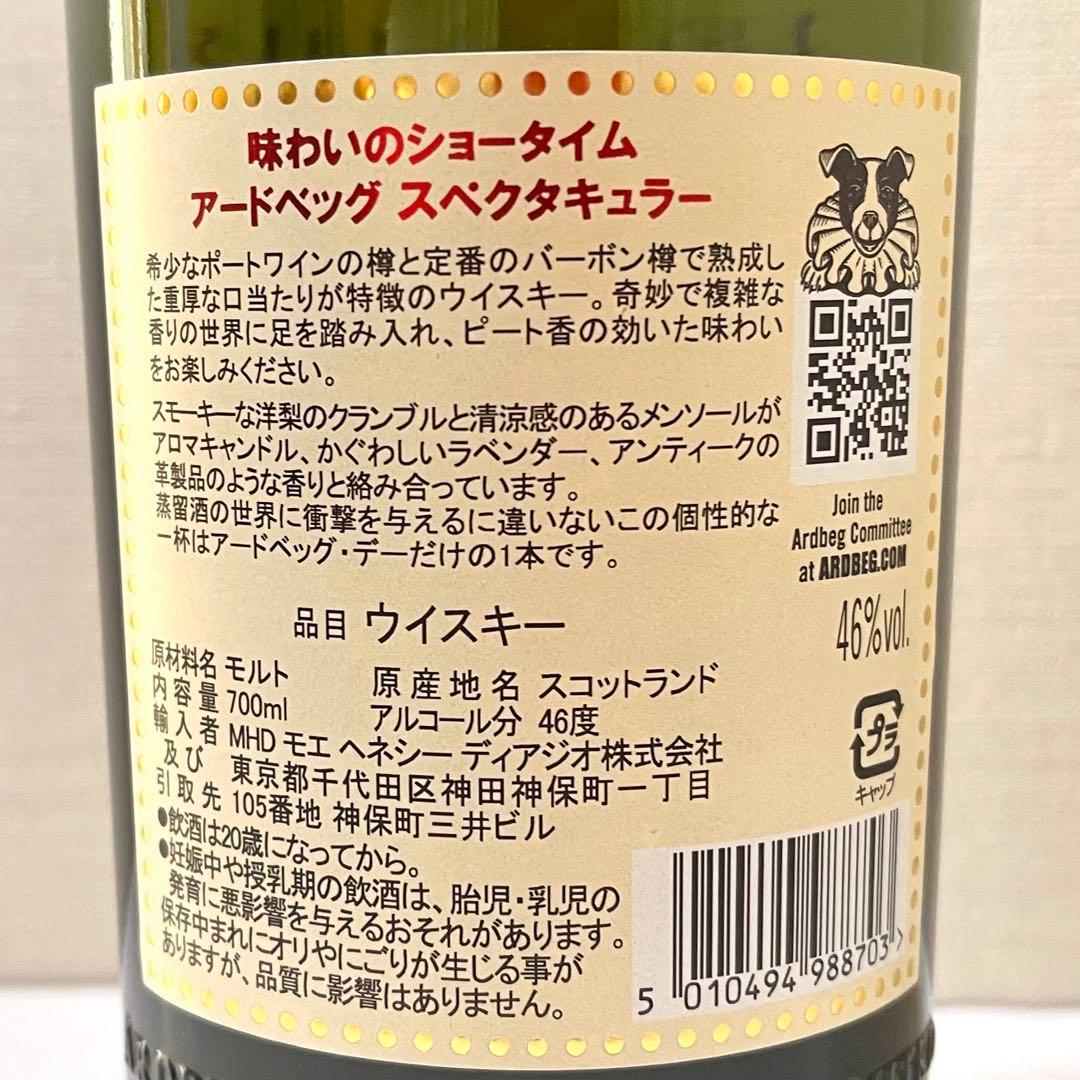 味わいのショータイム
アードベッグ スペクタキュラー
希少なポートワインの樽と定番のバーボン樽で熟成し
た重厚な口当たりが特徴のウイスキー。奇妙で複雑な
香りの世界に足を踏み入れ、ピート香の効いた味わい
をお楽しみください。
スモーキーな洋梨のクランブルと清涼感のあるメンソールが
アロマキャンドル、かぐわしいラベンダー、アンティークの
革製品のような香りと絡み合っています。
蒸留酒の世界に衝撃を与えるに違いないこの個性的な
一杯はアードベッグ・デーだけの1本です。
Join the
Ardbeg Committee
at ARDBEG.COM
46%vol.
品目 ウイスキー
原材料名 モルト 原産地名 スコットランド
内容量 700ml アルコール分 46度
輸入者 MHD モエ ヘネシー ディアジオ株式会社
及び 東京都千代田区神田神保町一丁目
引取先 105番地 神保町三井ビル
●飲酒は20歳になってから。
●妊娠中や授乳期の飲酒は、胎児・乳児の
発育に悪影響を与えるおそれがあります。
保存中まれにオリやにごりが生じる事が
ありますが、品質に影響はありません。
プラ
キャップ
5 010494 988703 >